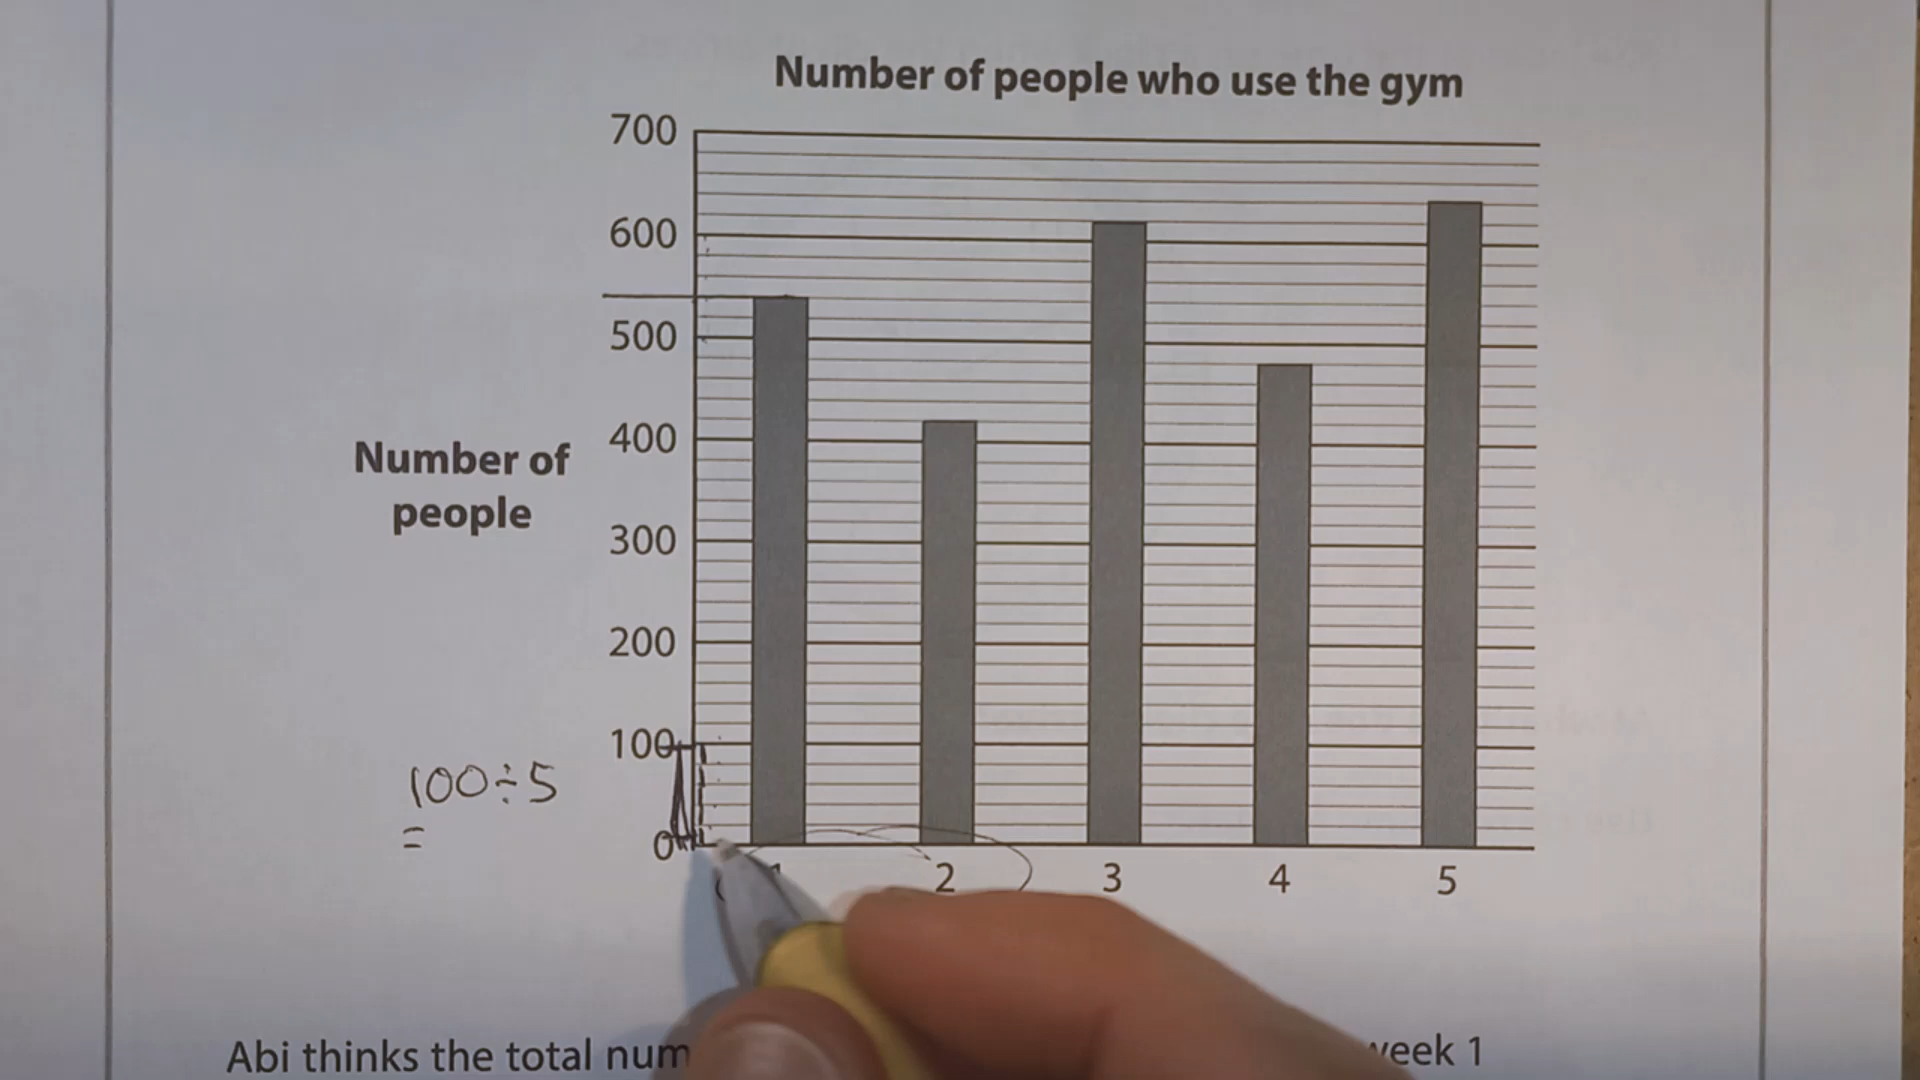 Number of people who use the gym
700
600
500
400
Number of
people
300
200
100
100÷5
=
0
2 3 4 5
Abi thinks the total
week 1